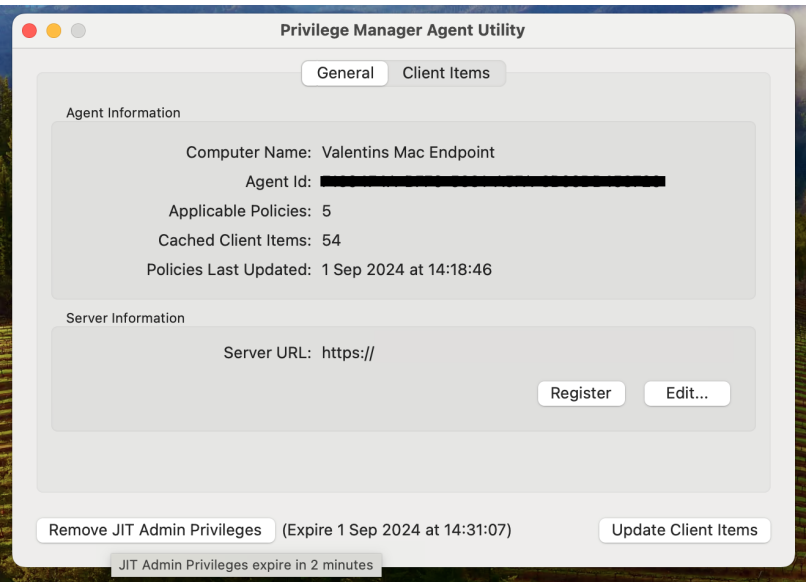 Privilege Manager Agent Utility
General Client Items
Agent Information
Computer Name: Valentins Mac Endpoint
Agent Id:
Applicable Policies: 5
Cached Client Items: 54
Policies Last Updated: 1 Sep 2024 at 14:18:46
Server Information
Server URL: https://
Register Edit...
Remove JIT Admin Privileges (Expire 1 Sep 2024 at 14:31:07) Update Client Items
JIT Admin Privileges expire in 2 minutes